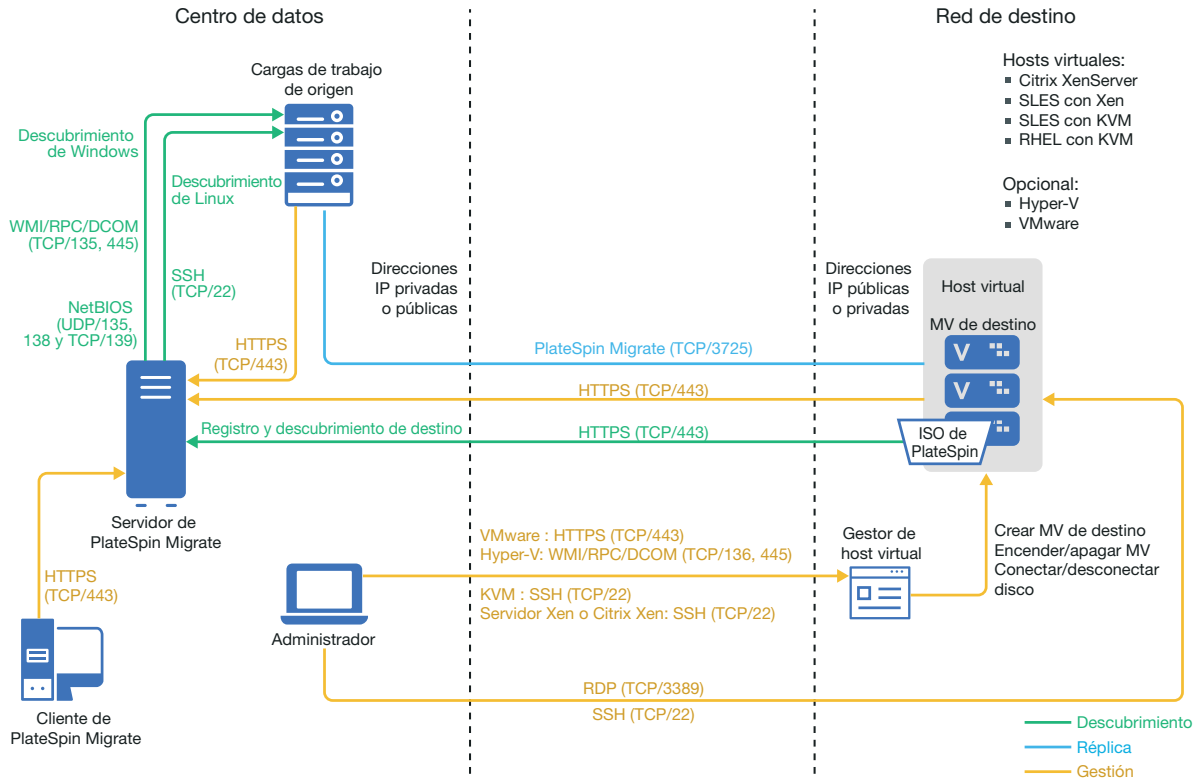 Centro de datos
Red de destino
Cargas de trabajo
de origen
Hosts virtuales:
Citrix XenServer
SLES con Xen
SLES con KVM
RHEL con KVM
Opcional:
Hyper-V
VMware
Descubrimiento
de Windows
Descubrimiento
de Linux
WMI/RPC/DCOM
(TCP/135, 445)
SSH
(TCP/22)
NetBIOS
(UDP/135,
138 y TCP/139)
HTTPS
(TCP/443)
Direcciones
IP privadas
o públicas
Direcciones
IP públicas
o privadas
Host virtual
MV de destino
V
V
PlateSpin Migrate (TCP/3725)
HTTPS (TCP/443)
Registro y descubrimiento de destino
HTTPS (TCP/443)
ISO de
PlateSpin
Servidor de
PlateSpin Migrate
VMware : HTTPS (TCP/443)
Hyper-V: WMI/RPC/DCOM (TCP/136, 445)
KVM : SSH (TCP/22)
Servidor Xen o Citrix Xen: SSH (TCP/22)
Gestor de
host virtual
Crear MV de destino
Encender/apagar MV
Conectar/desconectar
disco
HTTPS
(TCP/443)
Administrador
RDP (TCP/3389)
SSH (TCP/22)
Cliente de
PlateSpin Migrate
Descubrimiento
Réplica
Gestión